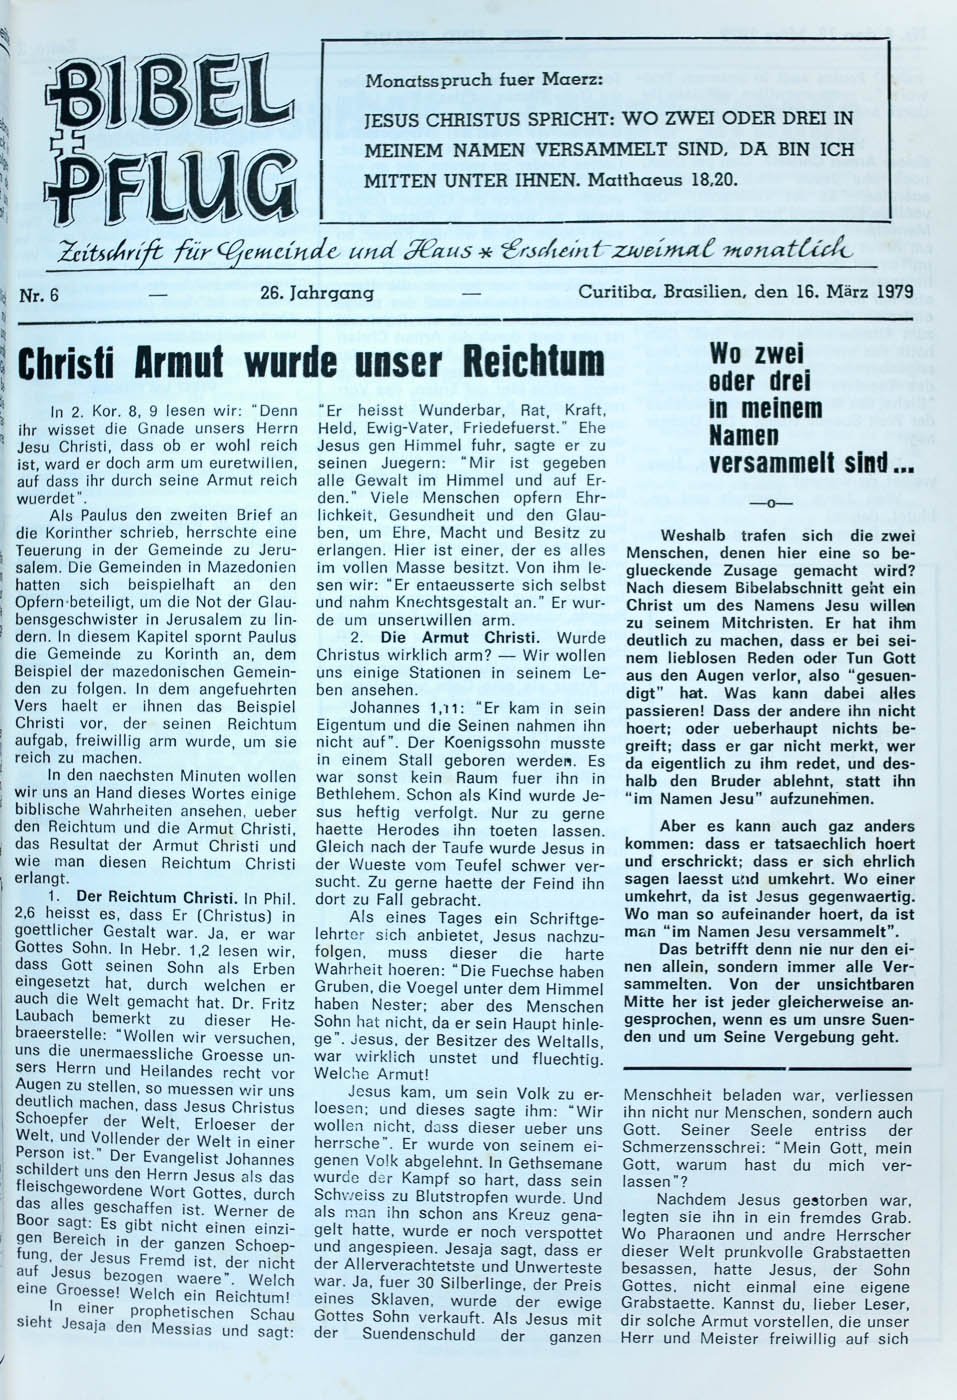 BIBEL
PFLUG
Monatsspruch fuer Maerz:
JESUS CHRISTUS SPRICHT: WO ZWEI ODER DREI IN
MEINEM NAMEN VERSAMMELT SIND, DA BIN ICH
MITTEN UNTER IHNEN. Matthaeus 18,20.
Zeitschrift für Gemeinde und Haus * Erscheint zweimal monatlich
Nr. 6 — 26. Jahrgang — Curitiba, Brasilien, den 16. März 1979
Christi Armut wurde unser Reichtum
In 2. Kor. 8, 9 lesen wir: "Denn
ihr wisset die Gnade unsers Herrn
Jesu Christi, dass ob er wohl reich
ist, ward er doch arm um euretwillen,
auf dass ihr durch seine Armut reich
wuerdet".
Als Paulus den zweiten Brief an
die Korinther schrieb, herrschte eine
Teuerung in der Gemeinde zu Jeru-
salem. Die Gemeinden in Mazedonien
hatten sich beispielhaft an den
Opfern beteiligt, um die Not der Glau-
bensgeschwister in Jerusalem zu lin-
dern. In diesem Kapitel spornt Paulus
die Gemeinde zu Korinth an, dem
Beispiel der mazedonischen Gemein-
den zu folgen. In dem angefuehrten
Vers haelt er ihnen das Beispiel
Christi vor, der seinen Reichtum
aufgab, freiwillig arm wurde, um sie
reich zu machen.
In den naechsten Minuten wollen
wir uns an Hand dieses Wortes einige
biblische Wahrheiten ansehen, ueber
den Reichtum und die Armut Christi,
das Resultat der Armut Christi und
wie man diesen Reichtum Christi
erlangt.
1. Der Reichtum Christi. In Phil.
2,6 heisst es, dass Er (Christus) in
goettlicher Gestalt war. Ja, er war
Gottes Sohn. In Hebr. 1,2 lesen wir,
dass Gott seinen Sohn als Erben
eingesetzt hat, durch welchen er
auch die Welt gemacht hat. Dr. Fritz
Laubach bemerkt zu dieser He-
braeerstelle: "Wollen wir versuchen,
uns die unermaessliche Groesse un-
sers Herrn und Heilandes recht vor
Augen zu stellen, so muessen wir uns
deutlich machen, dass Jesus Christus
Schoepfer der Welt, Erloeser der
Welt, und Vollender der Welt in einer
Person ist." Der Evangelist Johannes
schildert uns den Herrn Jesus als das
fleischgewordene Wort Gottes, durch
das alles geschaffen ist. Werner de
Boor sagt: Es gibt nicht einen einzi-
gen Bereich in der ganzen Schoep-
fung, der Jesus Fremd ist, der nicht
auf Jesus bezogen waere". Welch
eine Groesse! Welch ein Reichtum!
In einer prophetischen Schau
sieht Jesaja den Messias und sagt:
"Er heisst Wunderbar, Rat, Kraft,
Held, Ewig-Vater, Friedefuerst." Ehe
Jesus gen Himmel fuhr, sagte er zu
seinen Juegern: "Mir ist gegeben
alle Gewalt im Himmel und auf Er-
den." Viele Menschen opfern Ehr-
lichkeit, Gesundheit und den Glau-
ben, um Ehre, Macht und Besitz zu
erlangen. Hier ist einer, der es alles
im vollen Masse besitzt. Von ihm le-
sen wir: "Er entaeusserte sich selbst
und nahm Knechtsgestalt an." Er wur-
de um unsertwillen arm.
2. Die Armut Christi. Wurde
Christus wirklich arm? — Wir wollen
uns einige Stationen in seinem Le-
ben ansehen.
Johannes 1,11: "Er kam in sein
Eigentum und die Seinen nahmen ihn
nicht auf". Der Koenigssohn musste
in einem Stall geboren werden. Es
war sonst kein Raum fuer ihn in
Bethlehem. Schon als Kind wurde Je-
sus heftig verfolgt. Nur zu gerne
haette Herodes ihn toeten lassen.
Gleich nach der Taufe wurde Jesus in
der Wueste vom Teufel schwer ver-
sucht. Zu gerne haette der Feind ihn
dort zu Fall gebracht.
Als eines Tages ein Schriftge-
lehrter sich anbietet, Jesus nachzu-
folgen, muss dieser die harte
Wahrheit hoeren: "Die Fuechse haben
Gruben, die Voegel unter dem Himmel
haben Nester; aber des Menschen
Sohn hat nicht, da er sein Haupt hinle-
ge". Jesus, der Besitzer des Weltalls,
war wirklich unstet und fluechtig.
Welche Armut!
Jesus kam, um sein Volk zu er-
loesen; und dieses sagte ihm: "Wir
wollen nicht, dass dieser ueber uns
herrsche". Er wurde von seinem ei-
genen Volk abgelehnt. In Gethsemane
wurde der Kampf so hart, dass sein
Schweiss zu Blutstropfen wurde. Und
als man ihn schon ans Kreuz gena-
gelt hatte, wurde er noch verspottet
und angespieen. Jesaja sagt, dass er
der Allerverachtetste und Unwerteste
war. Ja, fuer 30 Silberlinge, der Preis
eines Sklaven, wurde der ewige
Gottes Sohn verkauft. Als Jesus mit
der Suendenschuld der ganzen
Wo zwei
oder drei
in meinem
Namen
versammelt sind ...
—o—
Weshalb trafen sich die zwei
Menschen, denen hier eine so be-
glueckende Zusage gemacht wird?
Nach diesem Bibelabschnitt geht ein
Christ um des Namens Jesu willen
zu seinem Mitchristen. Er hat ihm
deutlich zu machen, dass er bei sei-
nem lieblosen Reden oder Tun Gott
aus den Augen verlor, also "gesuen-
digt" hat. Was kann dabei alles
passieren! Dass der andere ihn nicht
hoert; oder ueberhaupt nichts be-
greift; dass er gar nicht merkt, wer
da eigentlich zu ihm redet, und des-
halb den Bruder ablehnt, statt ihn
"im Namen Jesu" aufzunehmen.
Aber es kann auch gaz anders
kommen: dass er tatsaechlich hoert
und erschrickt; dass er sich ehrlich
sagen laesst und umkehrt. Wo einer
umkehrt, da ist Jesus gegenwaertig.
Wo man so aufeinander hoert, da ist
man "im Namen Jesu versammelt".
Das betrifft denn nie nur den ei-
nen allein, sondern immer alle Ver-
sammelten. Von der unsichtbaren
Mitte her ist jeder gleicherweise an-
gesprochen, wenn es um unsre Suen-
den und um Seine Vergebung geht.
Menschheit beladen war, verliessen
ihn nicht nur Menschen, sondern auch
Gott. Seiner Seele entriss der
Schmerzensschrei: "Mein Gott, mein
Gott, warum hast du mich ver-
lassen"?
Nachdem Jesus gestorben war,
legten sie ihn in ein fremdes Grab.
Wo Pharaonen und andre Herrscher
dieser Welt prunkvolle Grabstaetten
besassen, hatte Jesus, der Sohn
Gottes, nicht einmal eine eigene
Grabstaette. Kannst du, lieber Leser,
dir solche Armut vorstellen, die unser
Herr und Meister freiwillig auf sich